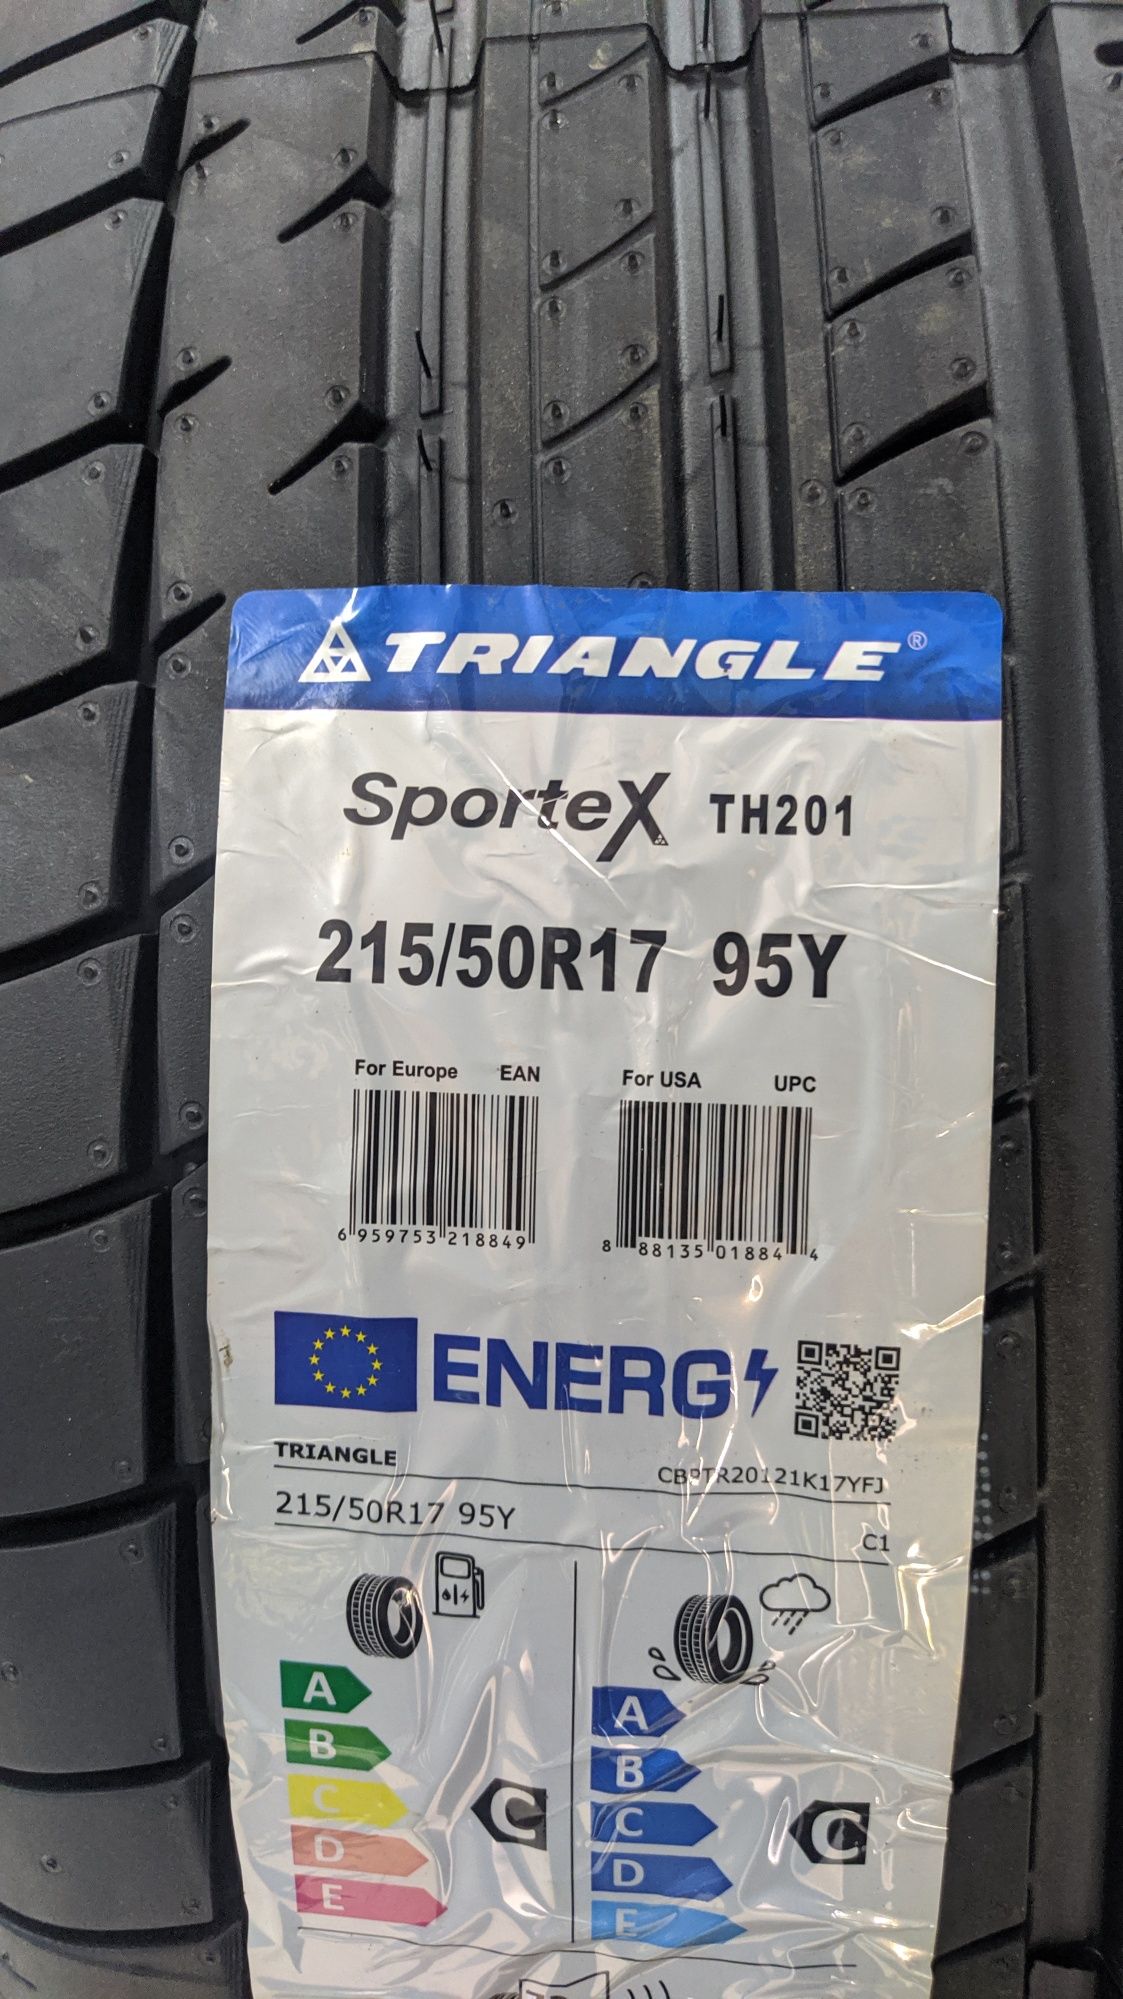 TRIANGLE®
SporteX TH201
215/50R17 95Y
For Europe EAN For USA UPC
6 959753 218849 8 88135 01884 4
ENERG
TRIANGLE
215/50R17 95Y C1
A A
B B
C C C C
D D
E E